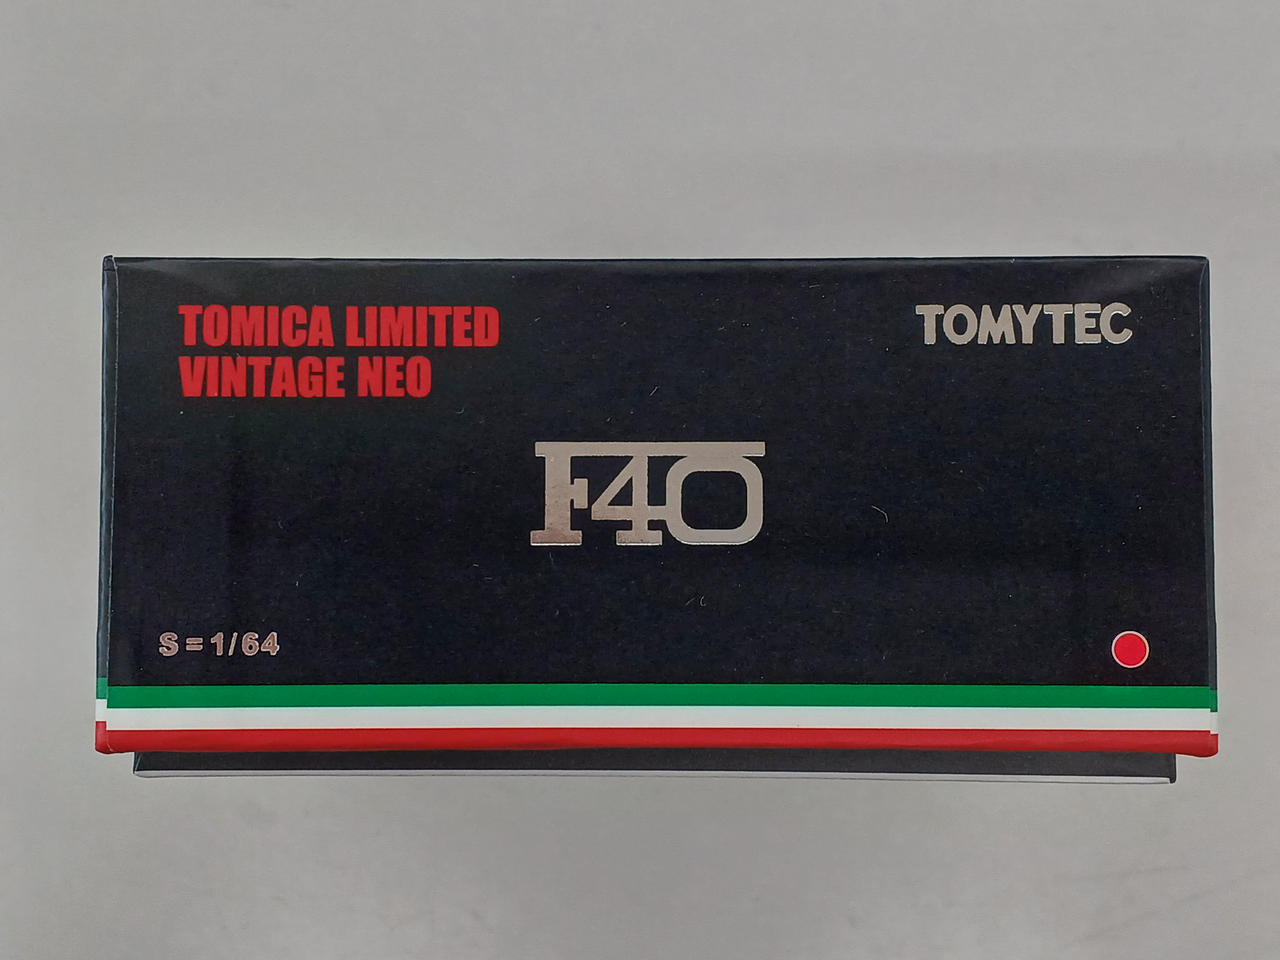 TOMICA LIMITED
VINTAGE NEO
TOMYTEC
F40
S=1/64